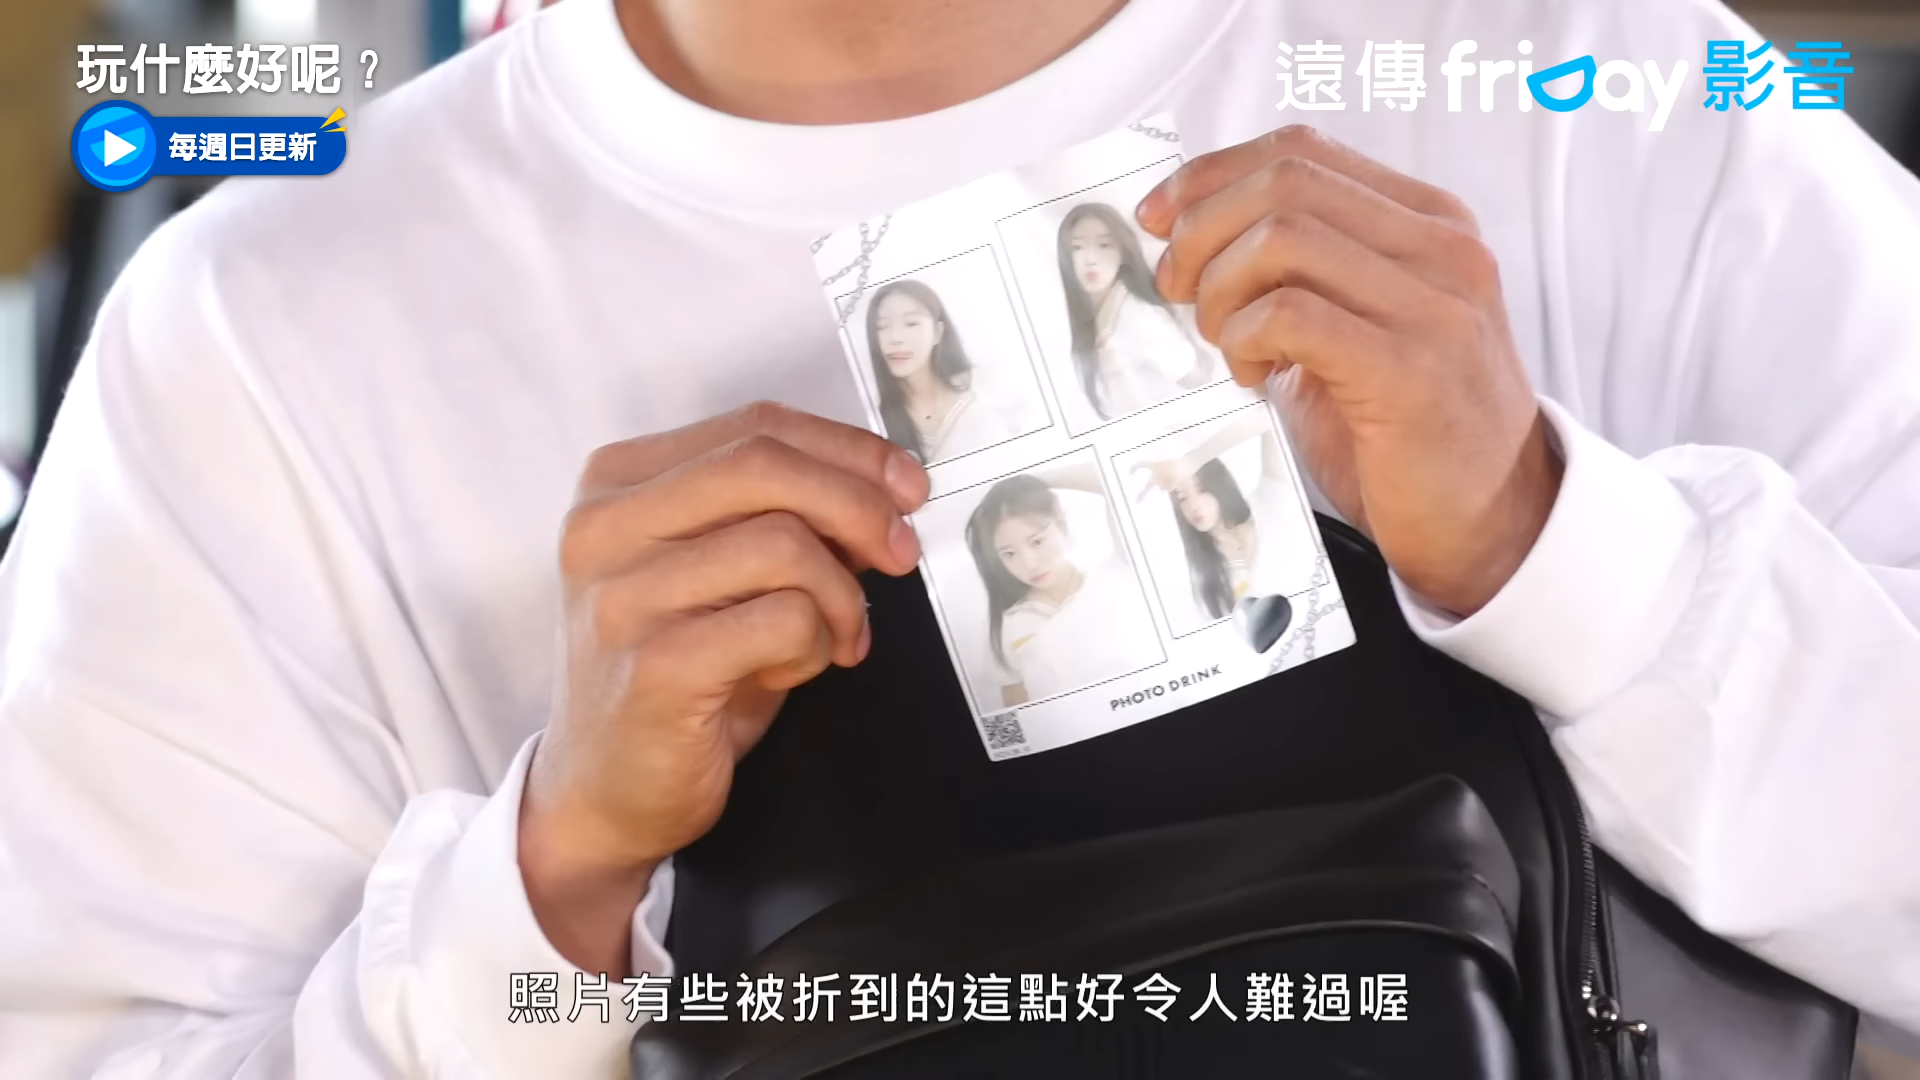 玩什麼好呢？
每週日更新
遠傳friDay影音
PHOTO DRINK
照片有些被折到的這點好令人難過喔